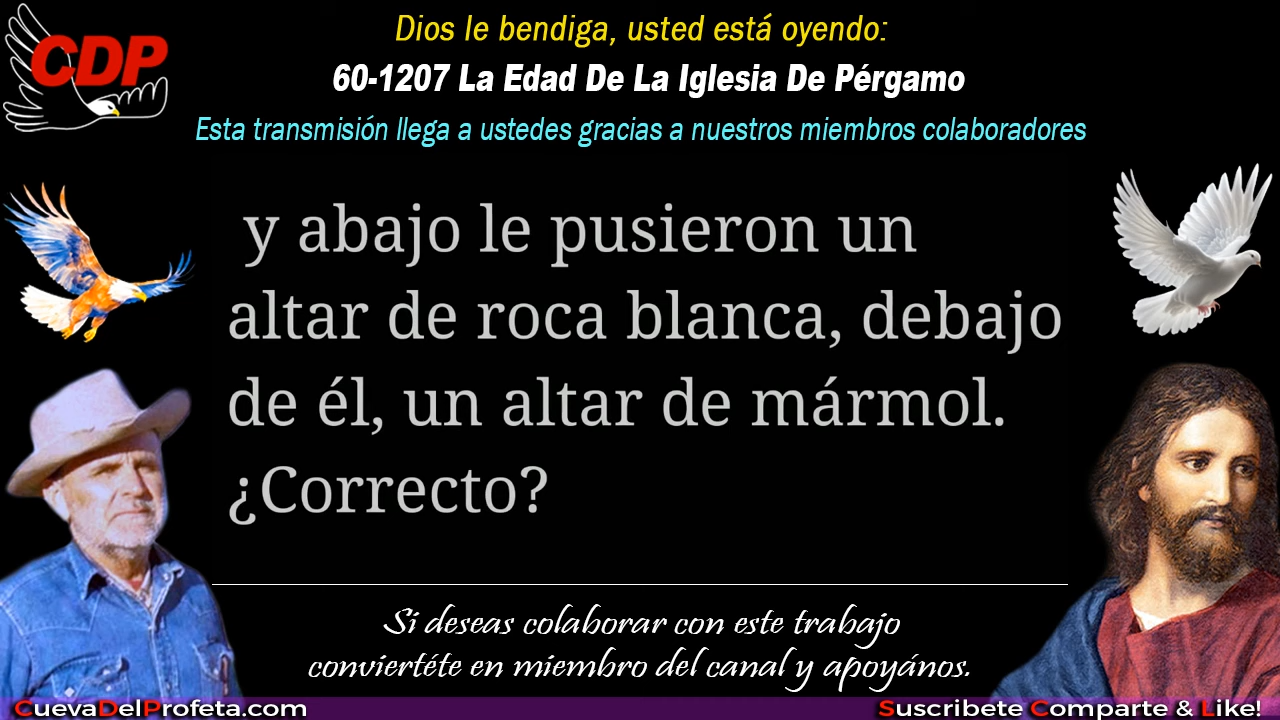 CDP
Dios le bendiga, usted está oyendo:
60-1207 La Edad De La Iglesia De Pérgamo
Esta transmisión llega a ustedes gracias a nuestros miembros colaboradores
y abajo le pusieron un
altar de roca blanca, debajo
de él, un altar de mármol.
¿Correcto?
Si deseas colaborar con este trabajo
conviertéte en miembro del canal y apoyános.
CuevaDelProfeta.com
Suscribete Comparte & Like!